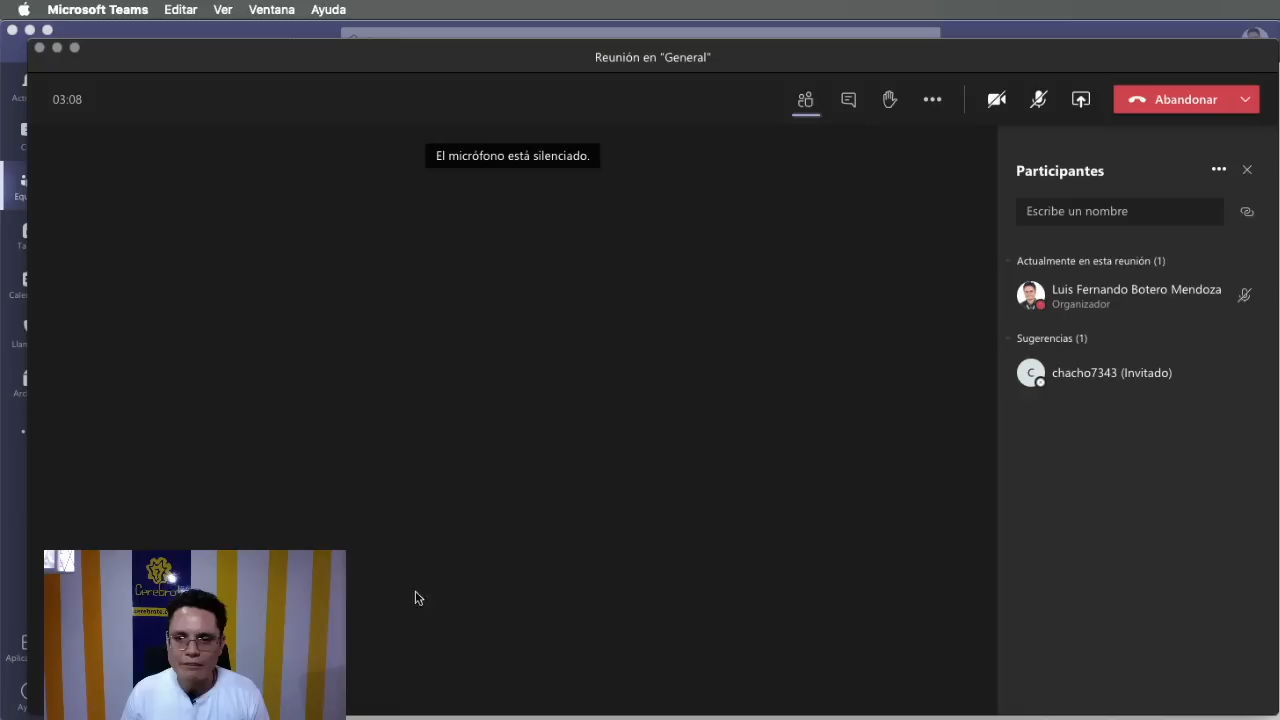 Microsoft Teams Editar Ver Ventana Ayuda
Reunión en "General"
03:08
Abandonar
El micrófono está silenciado.
Participantes
Escribe un nombre
Actualmente en esta reunión (1)
Luis Fernando Botero Mendoza
Organizador
Sugerencias (1)
C chacho7343 (Invitado)
Cerebrote